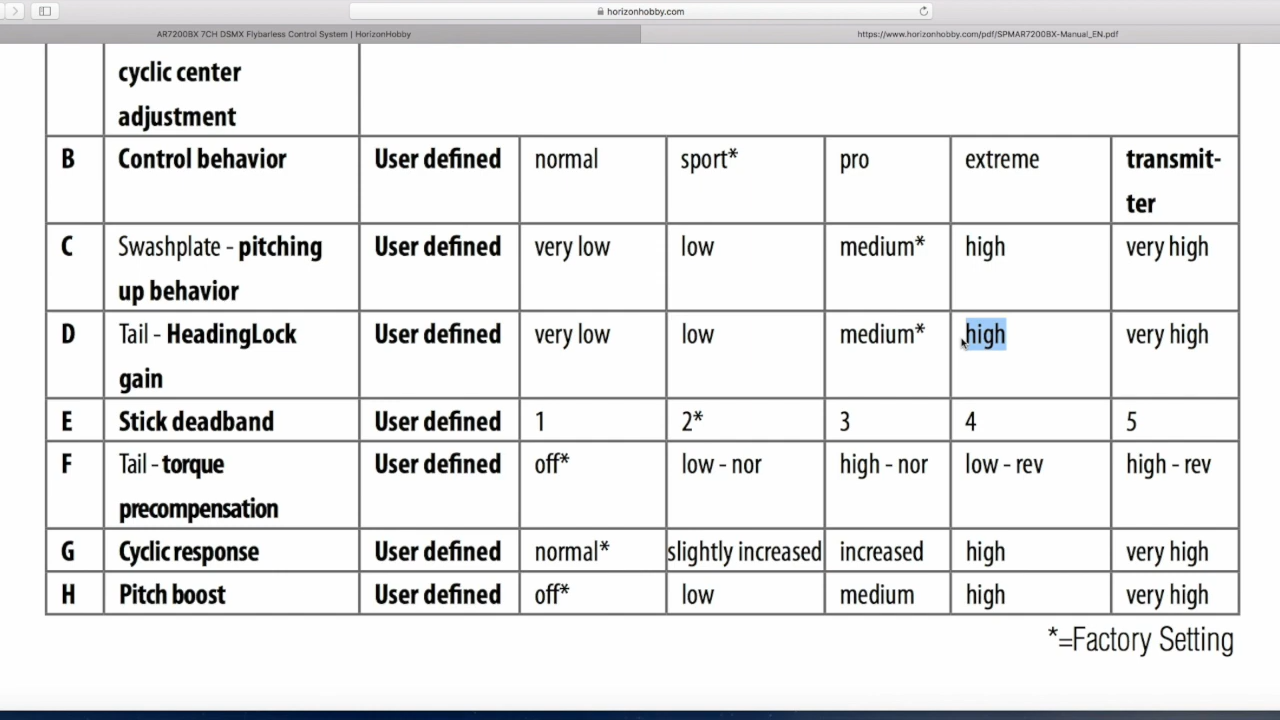 horizonhobby.com
AR7200BX 7CH DSMX Flybarless Control System | HorizonHobby
https://www.horizonhobby.com/pdf/SPMAR7200BX-Manual_EN.pdf
cyclic center
adjustment
B Control behavior User defined normal sport* pro extreme transmit-
ter
C Swashplate - pitching User defined very low low medium* high very high
up behavior
D Tail - HeadingLock User defined very low low medium* high very high
gain
E Stick deadband User defined 1 2* 3 4 5
F Tail - torque User defined off* low - nor high - nor low - rev high - rev
precompensation
G Cyclic response User defined normal* slightly increased increased high very high
H Pitch boost User defined off* low medium high very high
*=Factory Setting